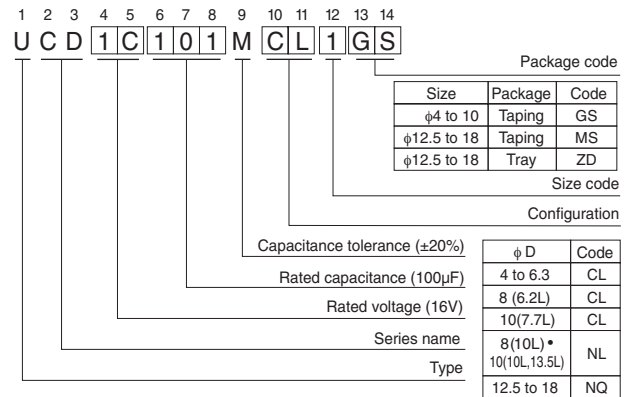 1 2 3 4 5 6 7 8 9 10 11 12 13 14
U C D 1 C 1 0 1 M C L 1 G S
Package code
Size Package Code
ϕ4 to 10 Taping GS
ϕ12.5 to 18 Taping MS
ϕ12.5 to 18 Tray ZD
Size code
Configuration
Capacitance tolerance (±20%)
Rated capacitance (100µF)
Rated voltage (16V)
Series name
Type
ϕ D Code
4 to 6.3 CL
8 (6.2L) CL
10(7.7L) CL
8(10L) •
10(10L,13.5L) NL
12.5 to 18 NQ